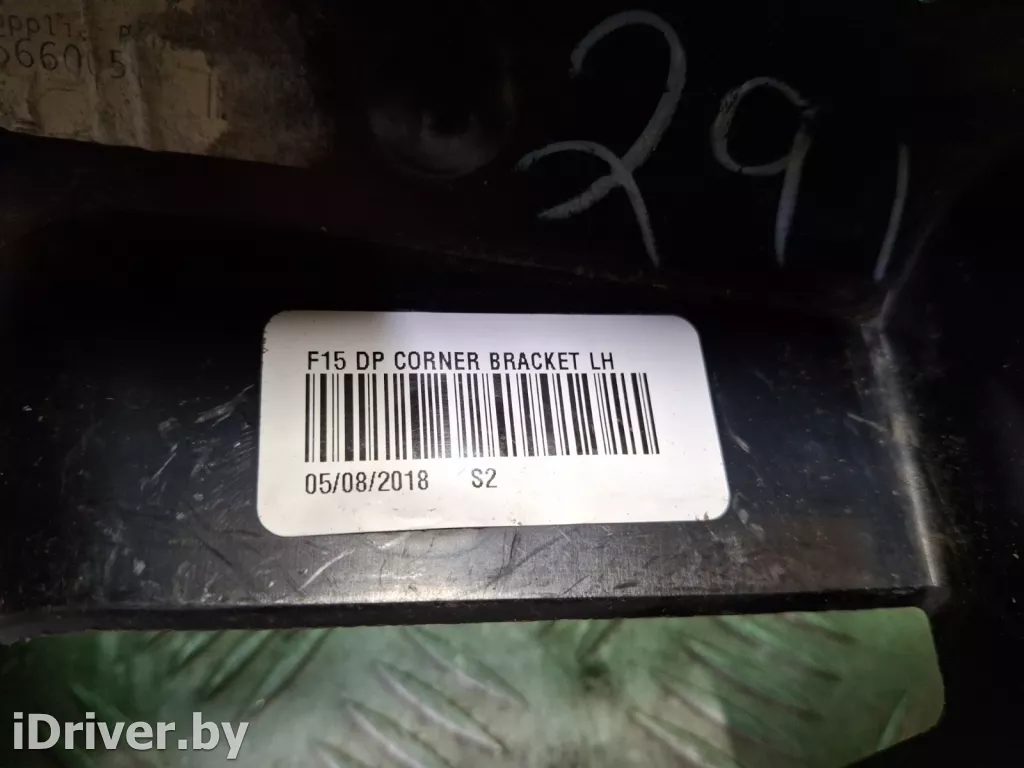 291
F15 DP CORNER BRACKET LH
05/08/2018 S2
iDriver.by